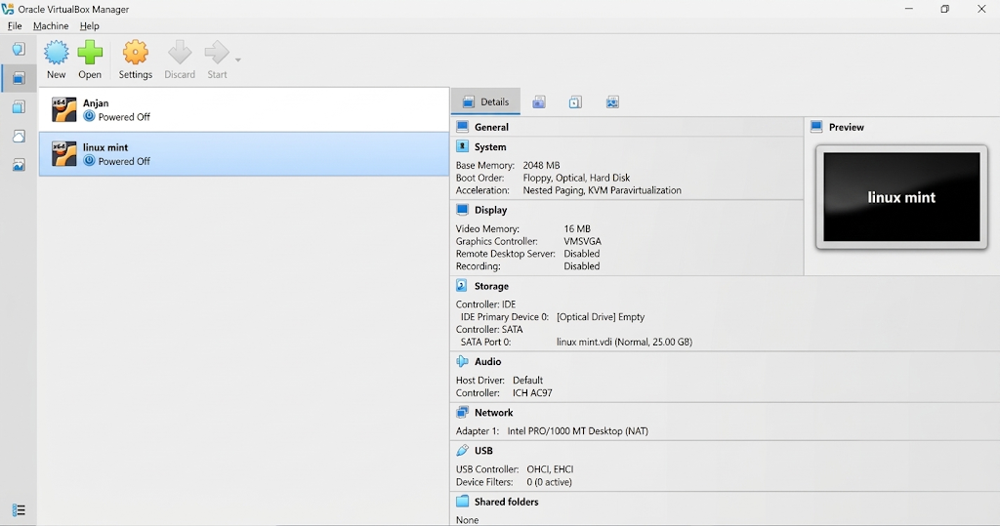 Oracle VirtualBox Manager
File Machine Help
New Open Settings Discard Start
x64 Anjan
Powered Off
x64 linux mint
Powered Off
Details
General
System
Base Memory: 2048 MB
Boot Order: Floppy, Optical, Hard Disk
Acceleration: Nested Paging, KVM Paravirtualization
Display
Video Memory: 16 MB
Graphics Controller: VMSVGA
Remote Desktop Server: Disabled
Recording: Disabled
Preview
linux mint
Storage
Controller: IDE
IDE Primary Device 0: [Optical Drive] Empty
Controller: SATA
SATA Port 0: linux mint.vdi (Normal, 25.00 GB)
Audio
Host Driver: Default
Controller: ICH AC97
Network
Adapter 1: Intel PRO/1000 MT Desktop (NAT)
USB
USB Controller: OHCI, EHCI
Device Filters: 0 (0 active)
Shared folders
None